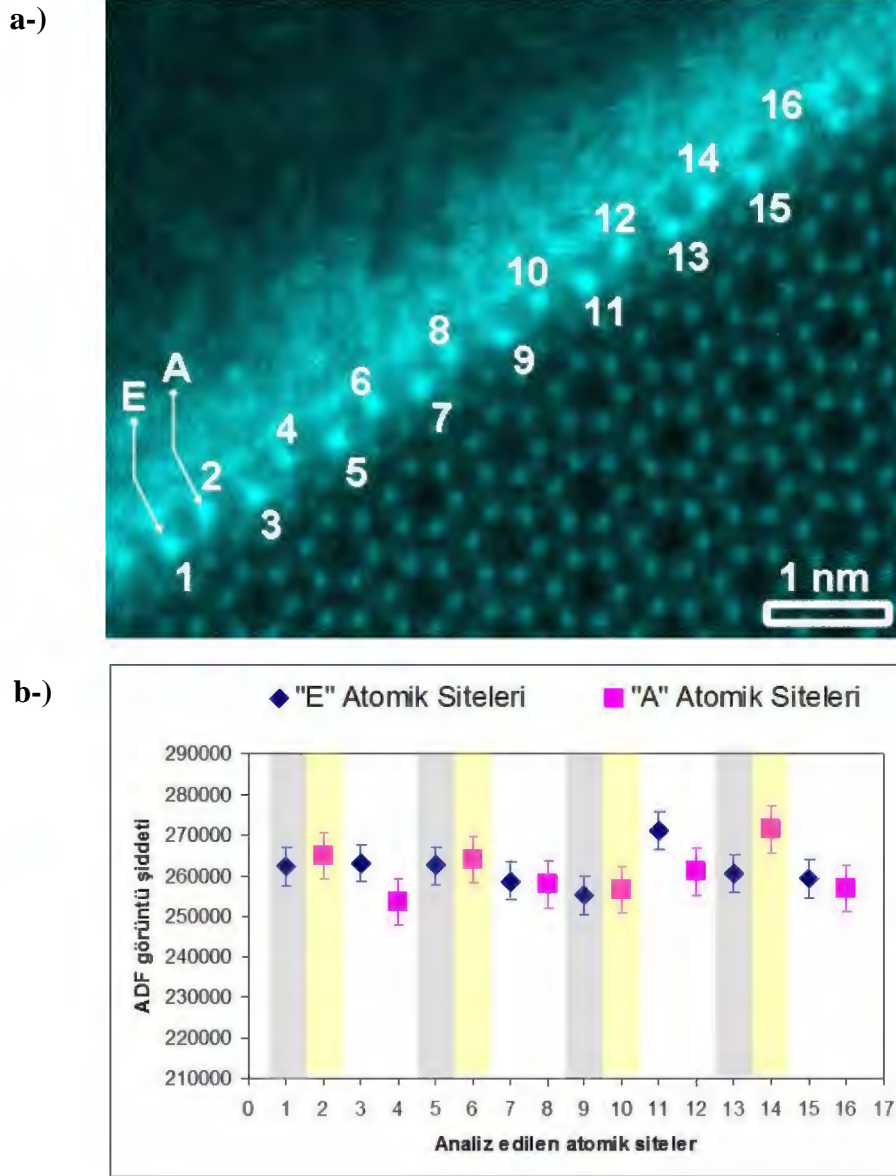 a-)
16
14
15
12
13
10
11
8
9
A
6
E
7
4
5
2
3
1
1 nm
b-)
"E" Atomik Siteleri "A" Atomik Siteleri
290000
280000
270000
260000
250000
240000
230000
220000
210000
ADF görüntü şiddeti
0 1 2 3 4 5 6 7 8 9 10 11 12 13 14 15 16 17
Analiz edilen atomik siteler